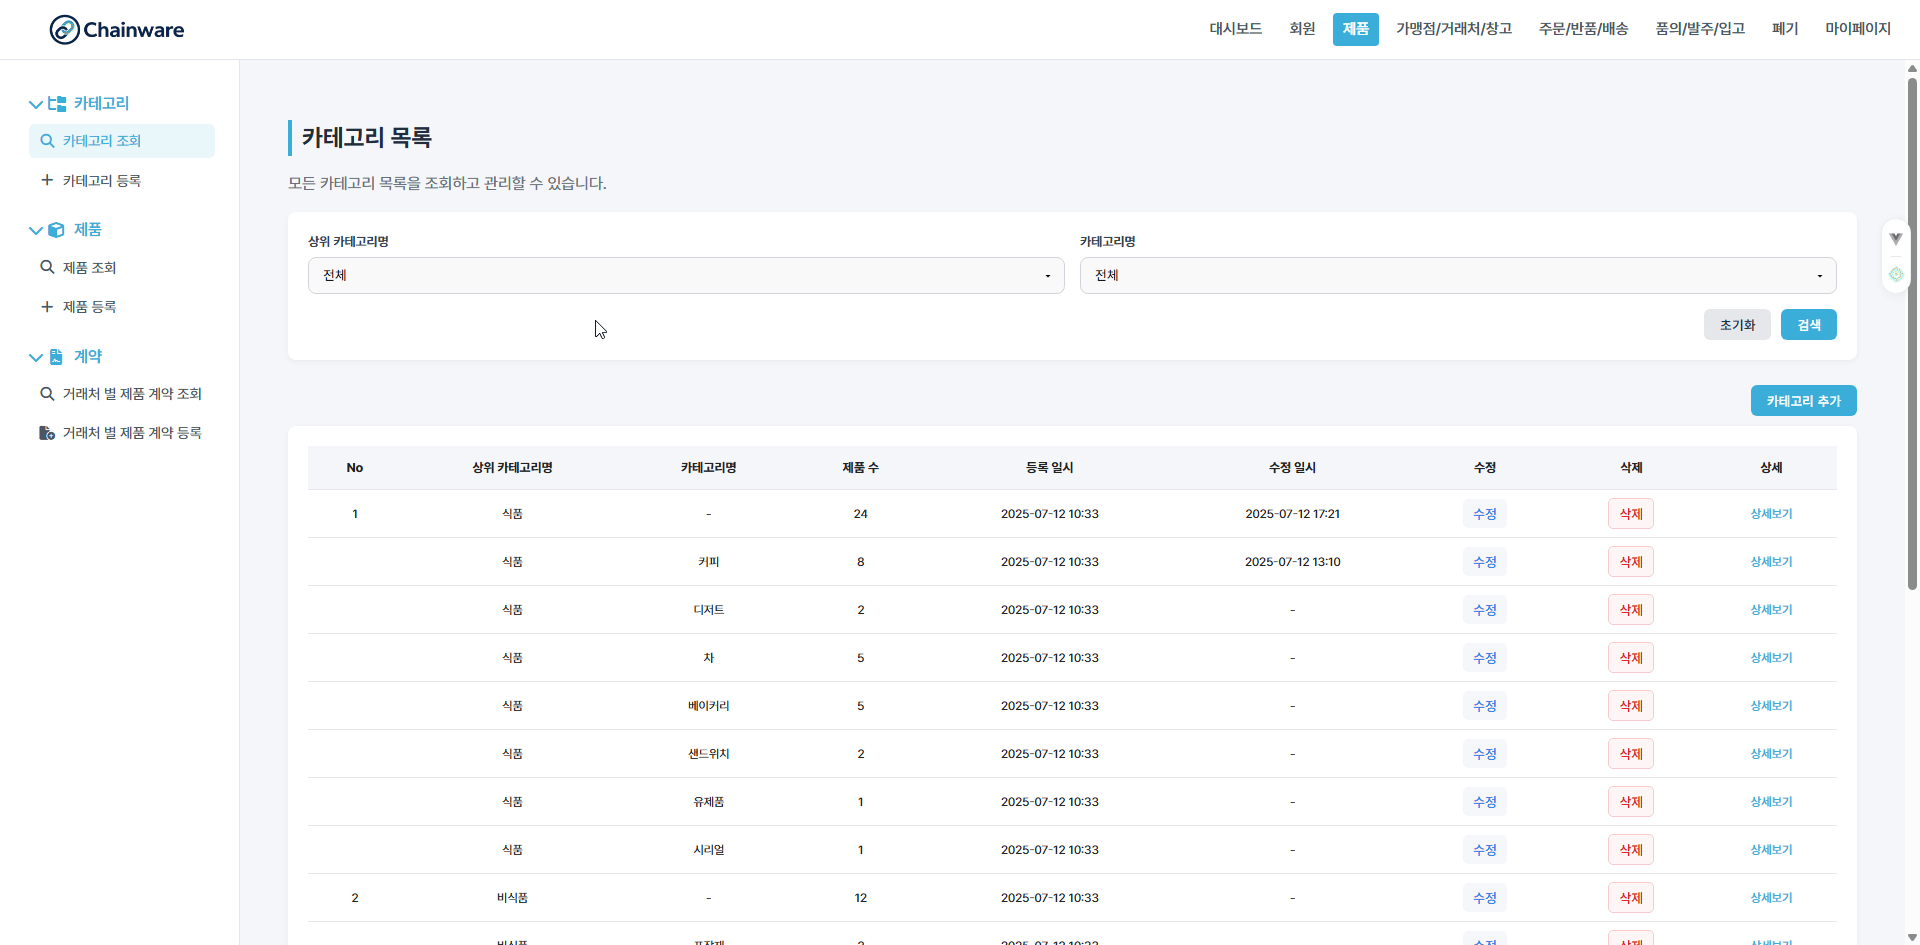 Chainware
대시보드 회원 제품 가맹점/거래처/창고 주문/반품/배송 품의/발주/입고 폐기 마이페이지
카테고리
카테고리 조회
카테고리 등록
제품
제품 조회
제품 등록
계약
거래처 별 제품 계약 조회
거래처 별 제품 계약 등록
카테고리 목록
모든 카테고리 목록을 조회하고 관리할 수 있습니다.
상위 카테고리명 카테고리명
전체 전체
초기화 검색
카테고리 추가
No 상위 카테고리명 카테고리명 제품 수 등록 일시 수정 일시 수정 삭제 상세
1 식품 - 24 2025-07-12 10:33 2025-07-12 17:21 수정 삭제 상세보기
식품 커피 8 2025-07-12 10:33 2025-07-12 13:10 수정 삭제 상세보기
식품 디저트 2 2025-07-12 10:33 - 수정 삭제 상세보기
식품 차 5 2025-07-12 10:33 - 수정 삭제 상세보기
식품 베이커리 5 2025-07-12 10:33 - 수정 삭제 상세보기
식품 샌드위치 2 2025-07-12 10:33 - 수정 삭제 상세보기
식품 유제품 1 2025-07-12 10:33 - 수정 삭제 상세보기
식품 시리얼 1 2025-07-12 10:33 - 수정 삭제 상세보기
2 비식품 - 12 2025-07-12 10:33 - 수정 삭제 상세보기